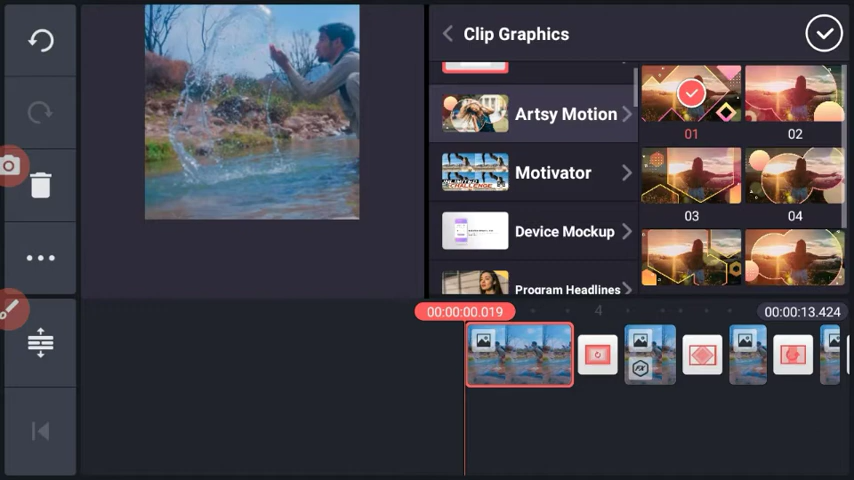 Clip Graphics
Artsy Motion
Motivator
Device Mockup
Program Headlines
01
02
03
04
00:00:00.019
4
00:00:13.424
FX